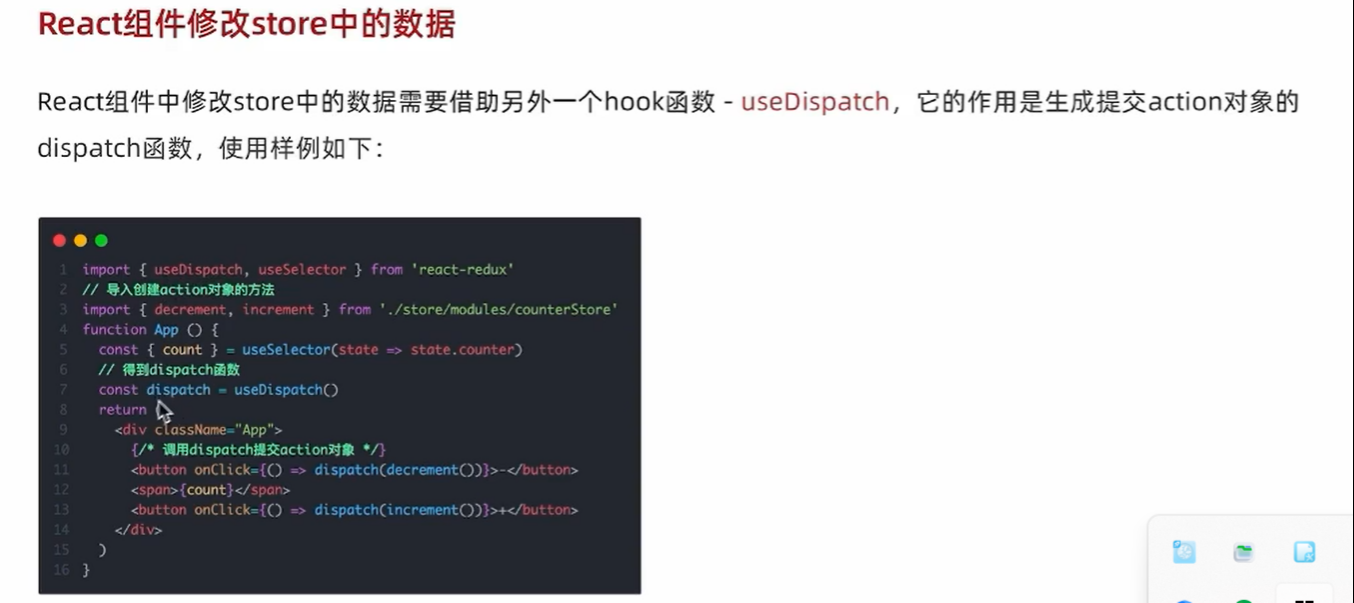 React组件修改store中的数据
React组件中修改store中的数据需要借助另外一个hook函数 - useDispatch，它的作用是生成提交action对象的
dispatch函数，使用样例如下：
1 import { useDispatch, useSelector } from 'react-redux'
2 // 导入创建action对象的方法
3 import { decrement, increment } from './store/modules/counterStore'
4 function App () {
5   const { count } = useSelector(state => state.counter)
6   // 得到dispatch函数
7   const dispatch = useDispatch()
8   return
9     <div className="App">
10       {/* 调用dispatch提交action对象 */}
11       <button onClick={() => dispatch(decrement())}>-</button>
12       <span>{count}</span>
13       <button onClick={() => dispatch(increment())}>+</button>
14     </div>
15   )
16 }